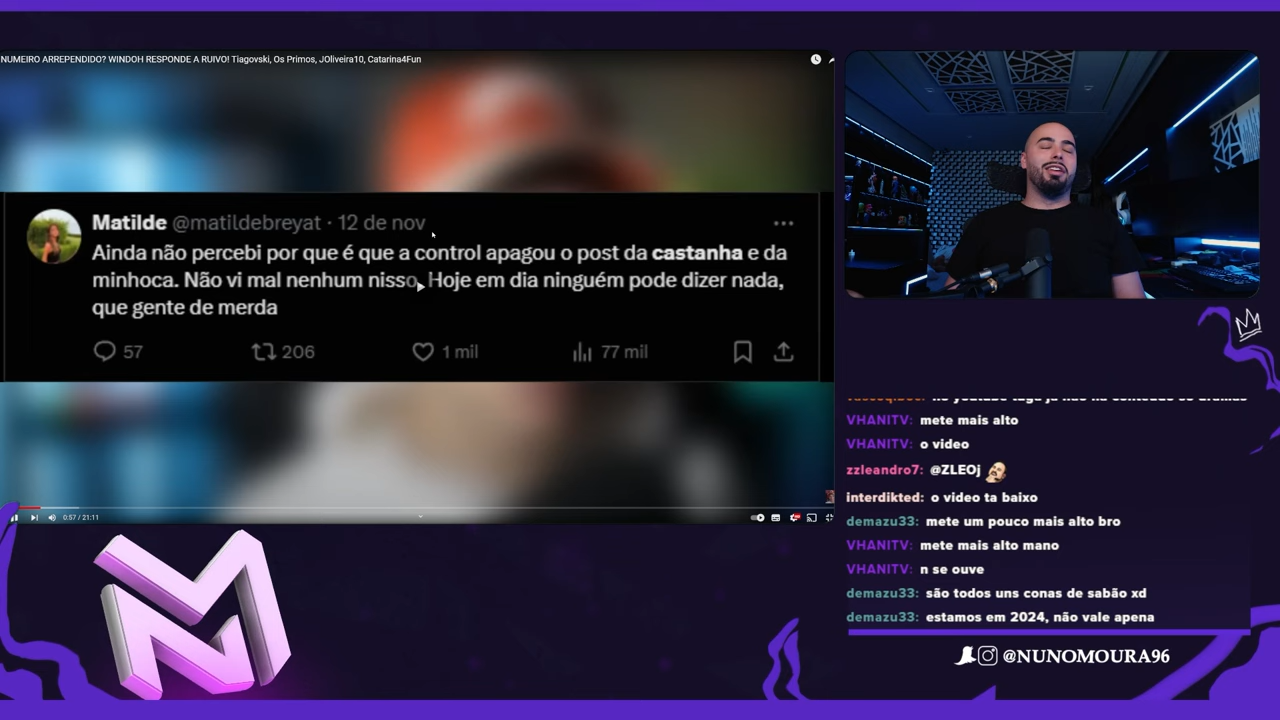 NUMEIRO ARREPENDIDO? WINDOH RESPONDE A RUIVO! Tiagovski, Os Primos, JOliveira10, Catarina4Fun
Matilde @matildebreyat · 12 de nov
Ainda não percebi por que é que a control apagou o post da castanha e da
minhoca. Não vi mal nenhum nisso. Hoje em dia ninguém pode dizer nada,
que gente de merda
57 206 1 mil 77 mil
0:57 / 21:11
VHANITV: mete mais alto
VHANITV: o video
zzleandro7: @ZLEOj
interdikted: o video ta baixo
demazu33: mete um pouco mais alto bro
VHANITV: mete mais alto mano
VHANITV: n se ouve
demazu33: são todos uns conas de sabão xd
demazu33: estamos em 2024, não vale apena
@NUNOMOURA96